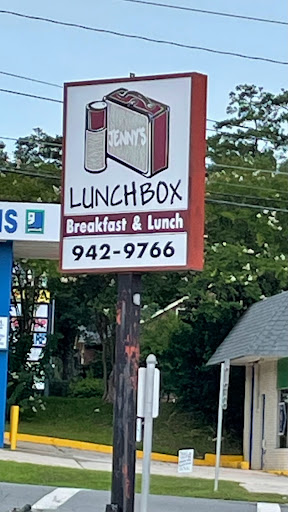 JENNY'S
LUNCHBOX
Breakfast & Lunch
942-9766